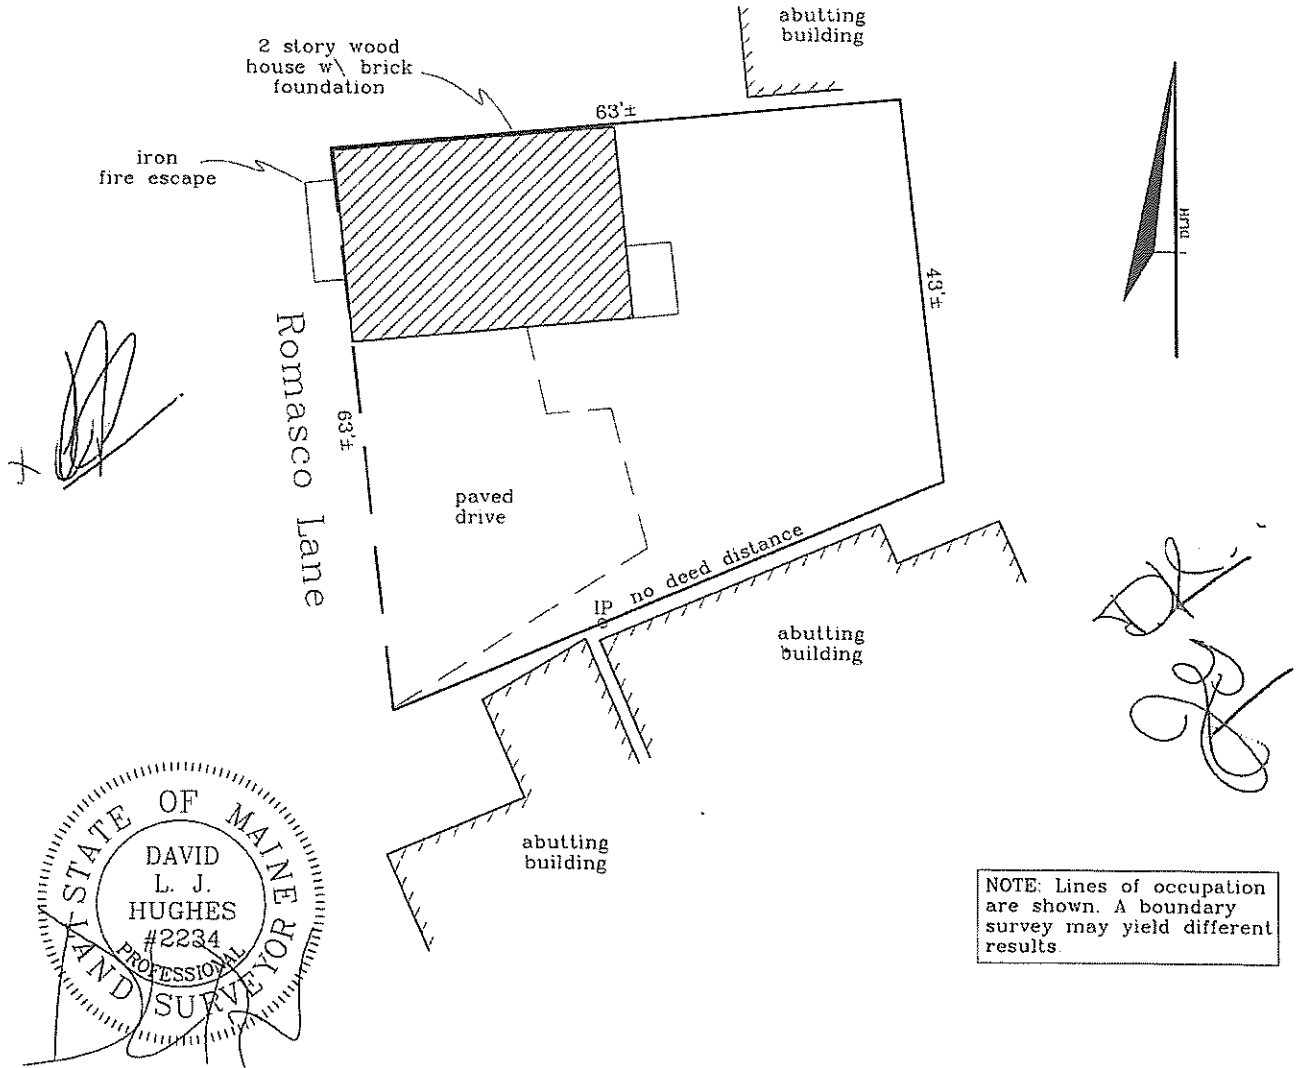 abutting
building
2 story wood
house w\ brick
foundation
63'±
iron
fire escape
DLJH
43'±
Romasco Lane
63'±
paved
drive
no deed distance
IP
abutting
building
abutting
building
STATE OF MAINE
DAVID
L. J.
HUGHES
#2234
PROFESSIONAL
LAND SURVEYOR
NOTE: Lines of occupation
are shown. A boundary
survey may yield different
results.